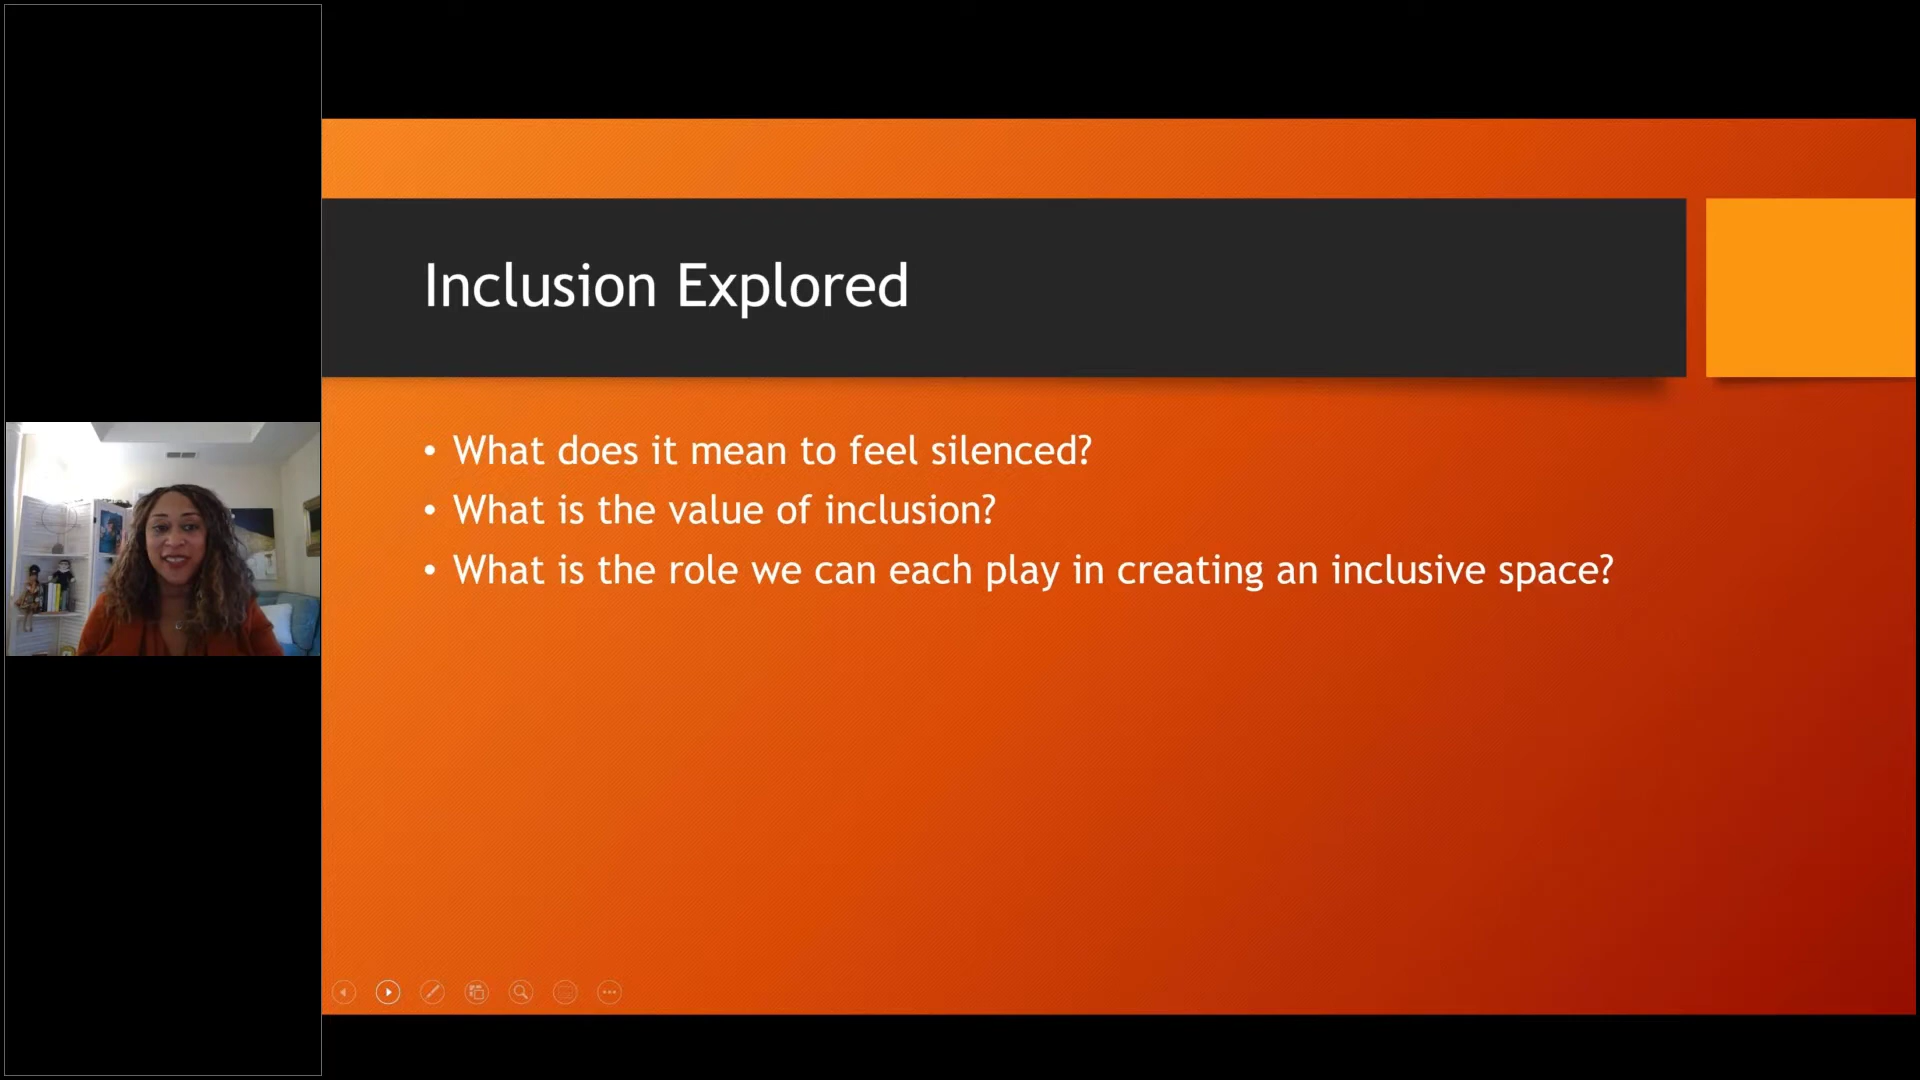 Inclusion Explored
• What does it mean to feel silenced?
• What is the value of inclusion?
• What is the role we can each play in creating an inclusive space?